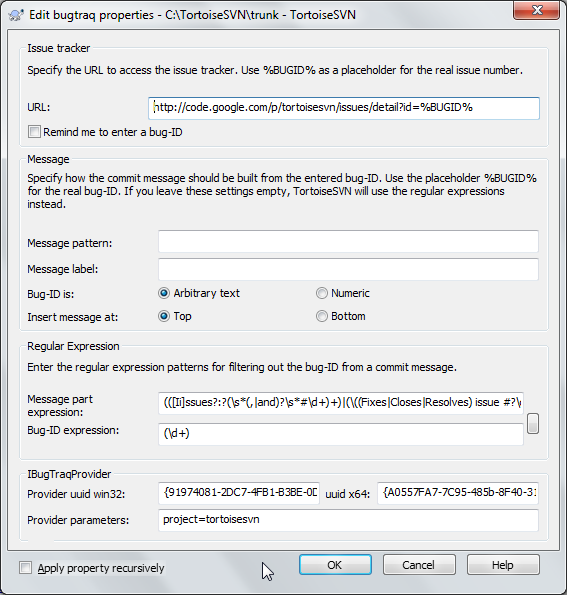 Edit bugtraq properties - C:\TortoiseSVN\trunk - TortoiseSVN
Issue tracker
Specify the URL to access the issue tracker. Use %BUGID% as a placeholder for the real issue number.
URL: http://code.google.com/p/tortoisesvn/issues/detail?id=%BUGID%
Remind me to enter a bug-ID
Message
Specify how the commit message should be built from the entered bug-ID. Use the placeholder %BUGID%
for the real bug-ID. If you leave these settings empty, TortoiseSVN will use the regular expressions
instead.
Message pattern:
Message label:
Bug-ID is: Arbitrary text Numeric
Insert message at: Top Bottom
Regular Expression
Enter the regular expression patterns for filtering out the bug-ID from a commit message.
Message part
expression: (([Ii]ssues?:?(\s*(,|and)?\s*#\d+)+)|(\((Fixes|Closes|Resolves) issue #?\
Bug-ID expression: (\d+)
IBugTraqProvider
Provider uuid win32: {91974081-2DC7-4FB1-B3BE-0D uuid x64: {A0557FA7-7C95-485b-8F40-31
Provider parameters: project=tortoisesvn
Apply property recursively OK Cancel Help